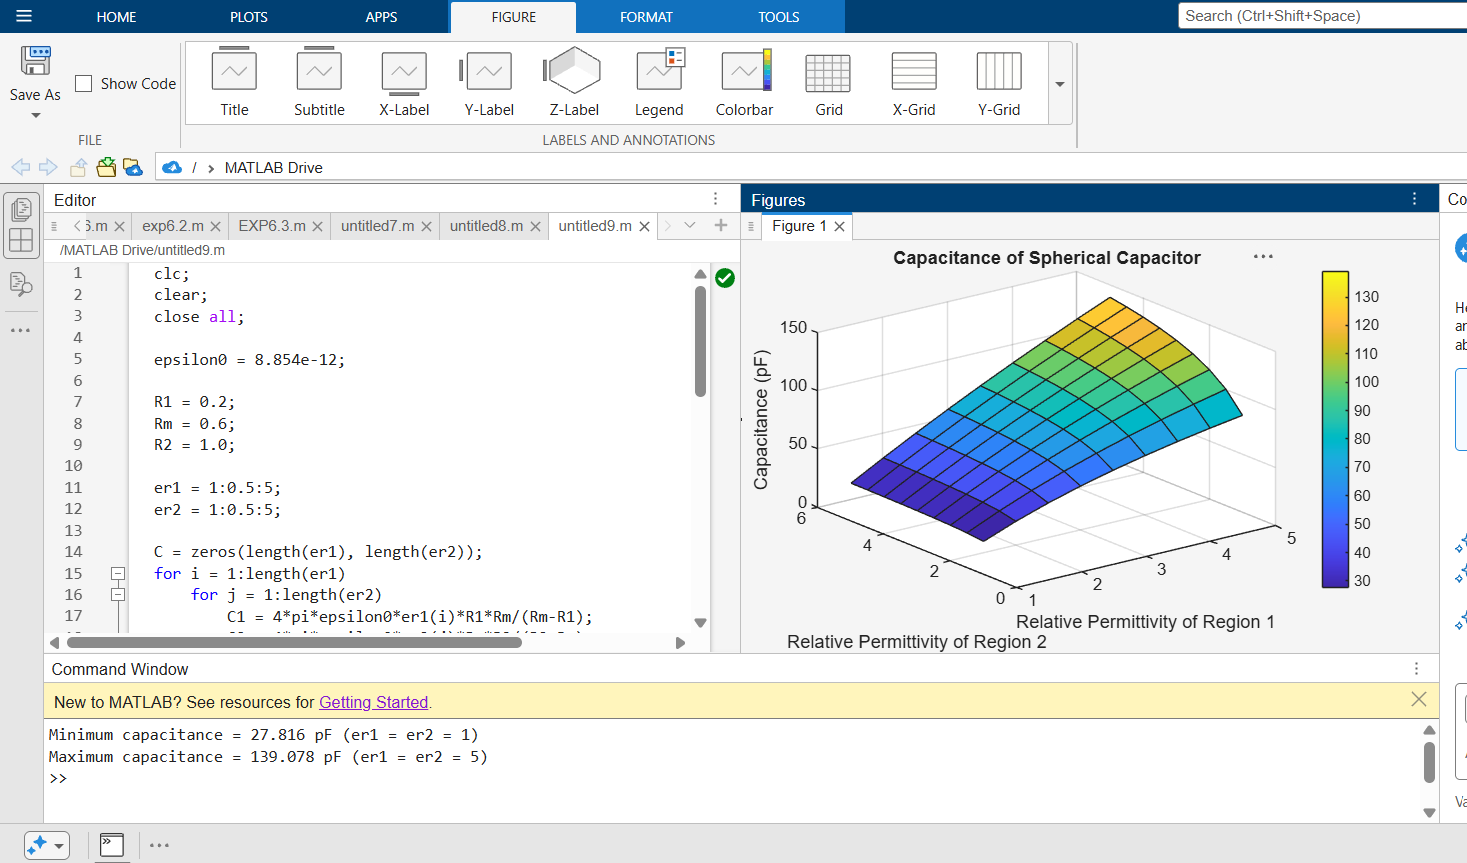 HOME PLOTS APPS FIGURE FORMAT TOOLS Search (Ctrl+Shift+Space)
Save As Show Code
Title Subtitle X-Label Y-Label Z-Label Legend Colorbar Grid X-Grid Y-Grid
FILE LABELS AND ANNOTATIONS
/ › MATLAB Drive
Editor
6.m exp6.2.m EXP6.3.m untitled7.m untitled8.m untitled9.m
/MATLAB Drive/untitled9.m
1 clc;
2 clear;
3 close all;
4
5 epsilon0 = 8.854e-12;
6
7 R1 = 0.2;
8 Rm = 0.6;
9 R2 = 1.0;
10
11 er1 = 1:0.5:5;
12 er2 = 1:0.5:5;
13
14 C = zeros(length(er1), length(er2));
15 for i = 1:length(er1)
16 for j = 1:length(er2)
17 C1 = 4*pi*epsilon0*er1(i)*R1*Rm/(Rm-R1);
Figures
Figure 1
Capacitance of Spherical Capacitor
Capacitance (pF)
150
100
50
0
6
4
2
0
1
2
3
4
5
Relative Permittivity of Region 1
Relative Permittivity of Region 2
130
120
110
100
90
80
70
60
50
40
30
Co
He
ar
ab
Va
Command Window
New to MATLAB? See resources for Getting Started.
Minimum capacitance = 27.816 pF (er1 = er2 = 1)
Maximum capacitance = 139.078 pF (er1 = er2 = 5)
>>